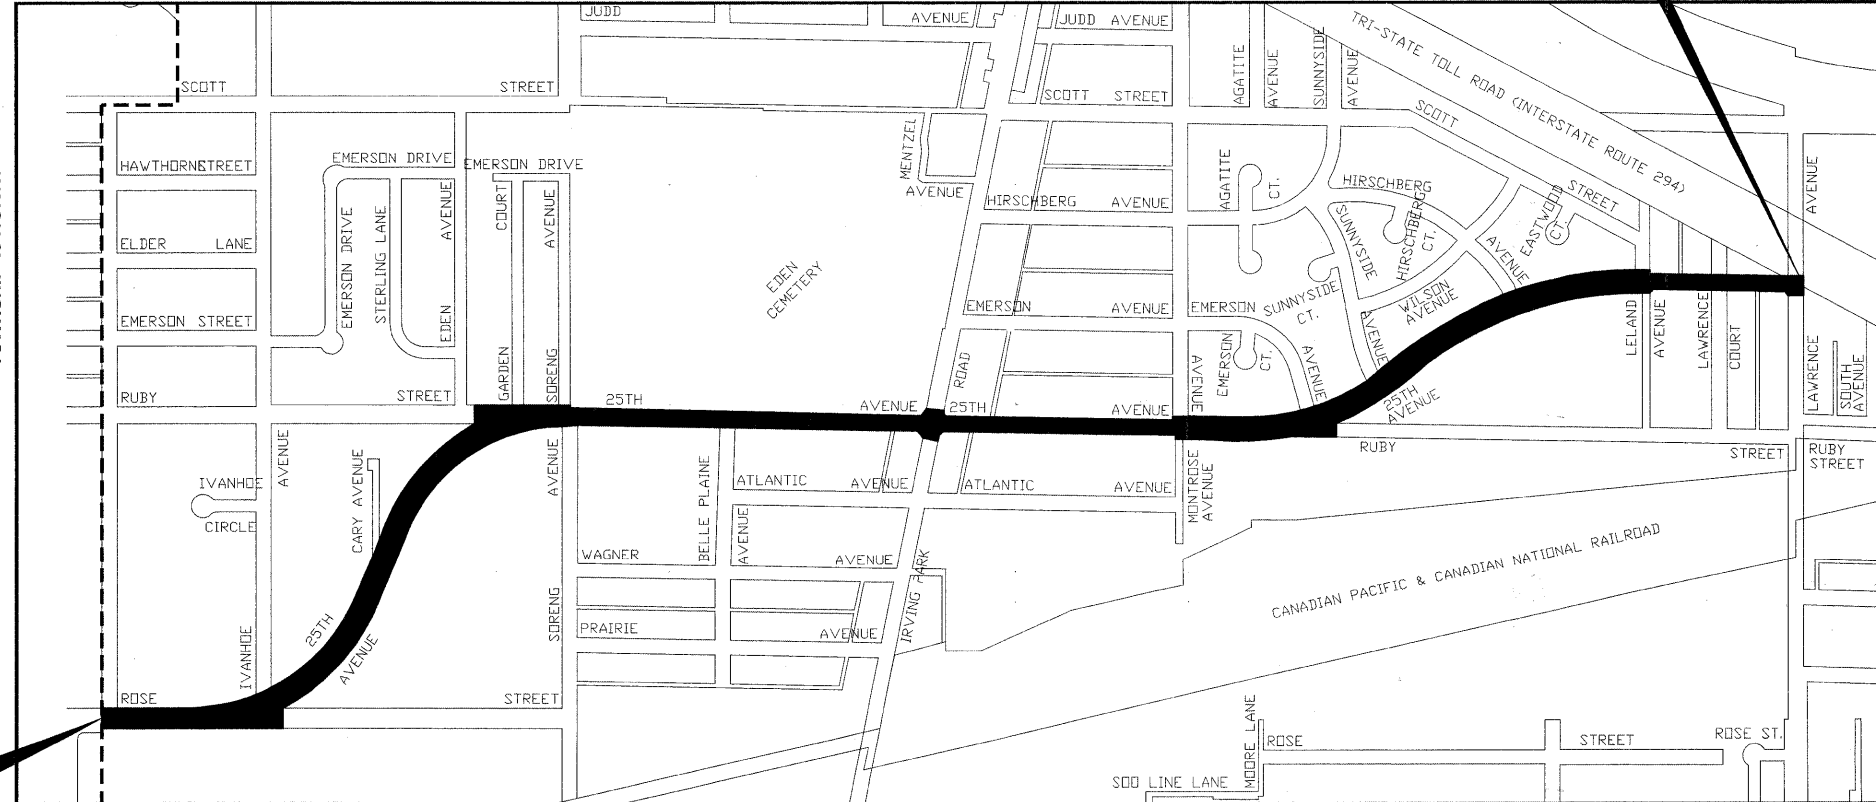 JUDD
AVENUE
JUDD AVENUE
SCOTT STREET
SCOTT STREET
AGATITE
AVENUE
SUNNYSIDE
AVENUE
TRI-STATE TOLL ROAD (INTERSTATE ROUTE 294)
SCOTT
STREET
HAWTHORNE STREET
EMERSON DRIVE
EMERSON DRIVE
MENTZEL
AVENUE
HIRSCHBERG AVENUE
AGATITE
CT.
HIRSCHBERG
AVENUE
EASTWOOD
CT.
AVENUE
ELDER LANE
EMERSON DRIVE
STERLING LANE
EDEN
AVENUE
GARDEN
COURT
SORENG
AVENUE
EDEN
CEMETERY
SUNNYSIDE
AVENUE
HIRSCHBERG
CT.
EMERSON STREET
EMERSON AVENUE
EMERSON
AVENUE
SUNNYSIDE
CT.
WILSON
AVENUE
LELAND
AVENUE
LAWRENCE
COURT
LAWRENCE
SOUTH
AVENUE
RUBY STREET
25TH AVENUE
ROAD
25TH AVENUE
AVENUE
EMERSON
CT.
25TH
AVENUE
RUBY STREET
RUBY
STREET
IVANHOE
CIRCLE
AVENUE
CARY AVENUE
AVENUE
SORENG
BELLE PLAINE
AVENUE
ATLANTIC AVENUE
ATLANTIC AVENUE
MONTROSE
AVENUE
WAGNER AVENUE
PRAIRIE AVENUE
IRVING PARK
CANADIAN PACIFIC & CANADIAN NATIONAL RAILROAD
25TH
AVENUE
IVANHOE
ROSE STREET
MOORE LANE
ROSE STREET
ROSE ST.
SOO LINE LANE